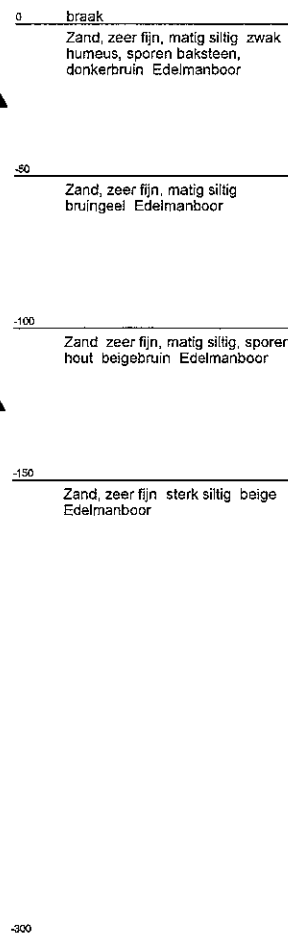 0 braak
Zand, zeer fijn, matig siltig zwak
humeus, sporen baksteen,
donkerbruin Edelmanboor
-50
Zand, zeer fijn, matig siltig
bruingeel Edelmanboor
-100
Zand zeer fijn, matig siltig, sporen
hout beigebruin Edelmanboor
-150
Zand, zeer fijn sterk siltig beige
Edelmanboor
-300